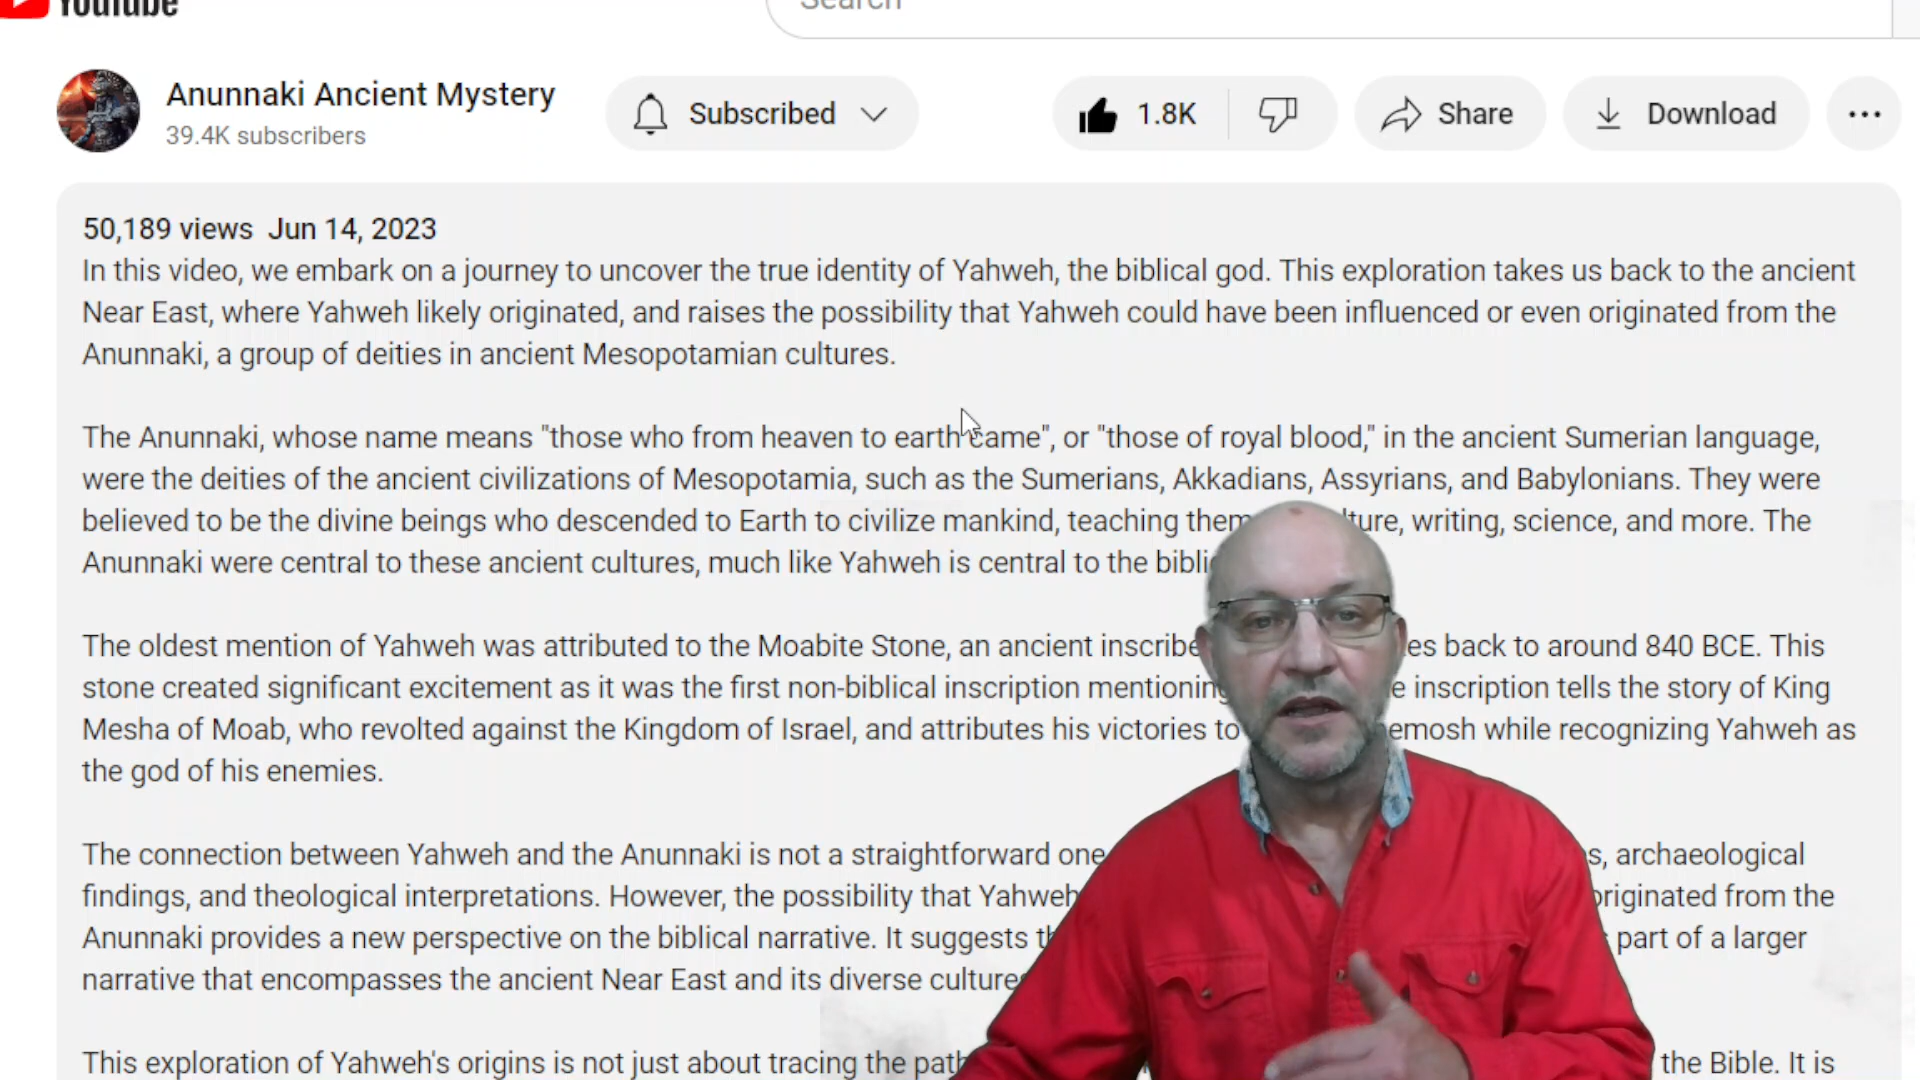 YouTube
Search
Anunnaki Ancient Mystery
39.4K subscribers
Subscribed
1.8K
Share
Download
50,189 views Jun 14, 2023
In this video, we embark on a journey to uncover the true identity of Yahweh, the biblical god. This exploration takes us back to the ancient
Near East, where Yahweh likely originated, and raises the possibility that Yahweh could have been influenced or even originated from the
Anunnaki, a group of deities in ancient Mesopotamian cultures.
The Anunnaki, whose name means "those who from heaven to earth came", or "those of royal blood," in the ancient Sumerian language,
were the deities of the ancient civilizations of Mesopotamia, such as the Sumerians, Akkadians, Assyrians, and Babylonians. They were
believed to be the divine beings who descended to Earth to civilize mankind, teaching them ture, writing, science, and more. The
Anunnaki were central to these ancient cultures, much like Yahweh is central to the bibli
The oldest mention of Yahweh was attributed to the Moabite Stone, an ancient inscribe es back to around 840 BCE. This
stone created significant excitement as it was the first non-biblical inscription mentioning e inscription tells the story of King
Mesha of Moab, who revolted against the Kingdom of Israel, and attributes his victories to emosh while recognizing Yahweh as
the god of his enemies.
The connection between Yahweh and the Anunnaki is not a straightforward one s, archaeological
findings, and theological interpretations. However, the possibility that Yahweh originated from the
Anunnaki provides a new perspective on the biblical narrative. It suggests th part of a larger
narrative that encompasses the ancient Near East and its diverse culture
This exploration of Yahweh's origins is not just about tracing the path the Bible. It is